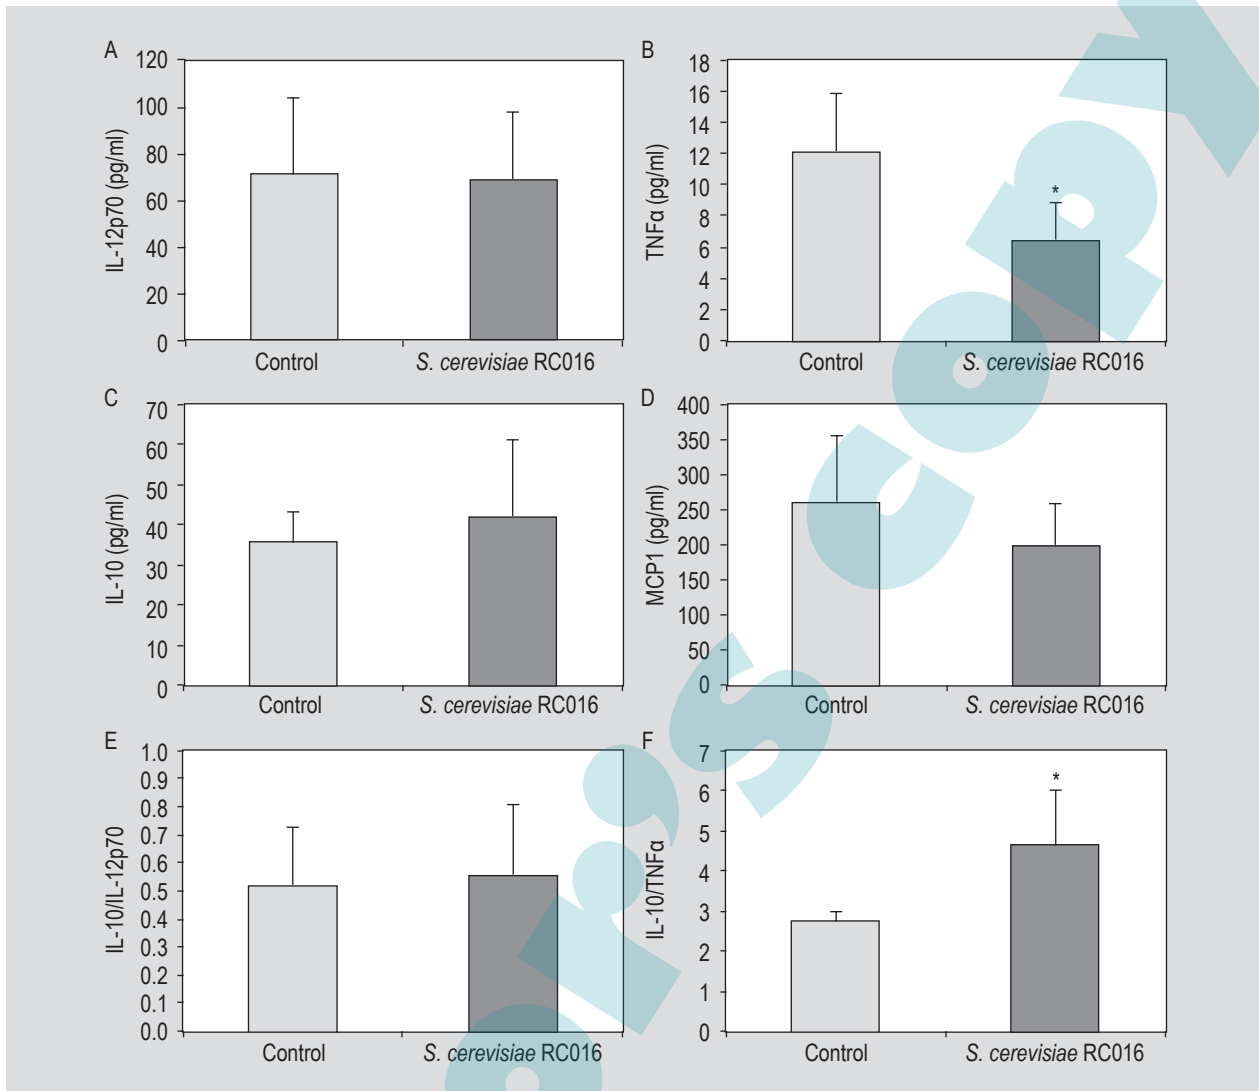 A
IL-12p70 (pg/ml)
120
100
80
60
40
20
0
Control
S. cerevisiae RC016
B
TNFα (pg/ml)
18
16
14
12
10
8
6
4
2
0
*
Control
S. cerevisiae RC016
C
IL-10 (pg/ml)
70
60
50
40
30
20
10
0
Control
S. cerevisiae RC016
D
MCP1 (pg/ml)
400
350
300
250
200
150
100
50
0
Control
S. cerevisiae RC016
E
IL-10/IL-12p70
1.0
0.9
0.8
0.7
0.6
0.5
0.4
0.3
0.2
0.1
0.0
Control
S. cerevisiae RC016
F
IL-10/TNFα
7
6
5
4
3
2
1
0
*
Control
S. cerevisiae RC016
or's copy